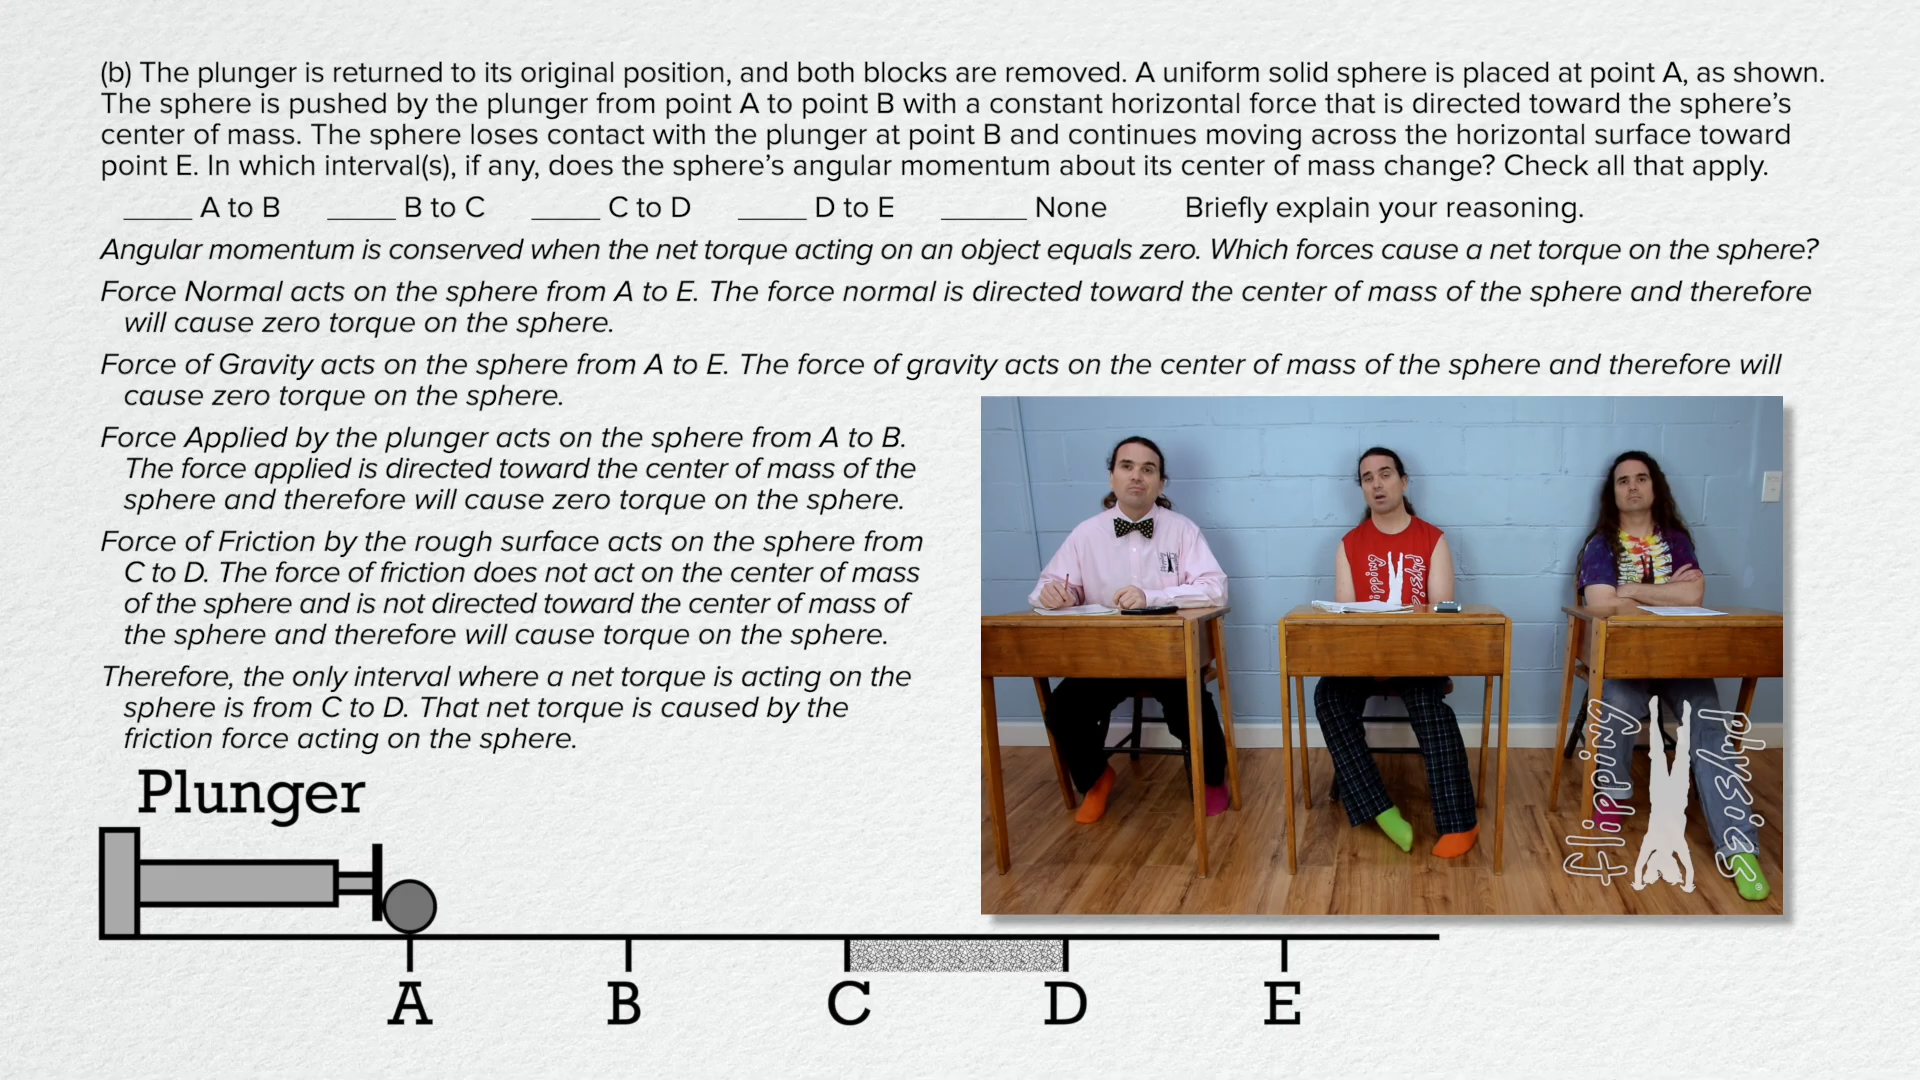 (b) The plunger is returned to its original position, and both blocks are removed. A uniform solid sphere is placed at point A, as shown.
The sphere is pushed by the plunger from point A to point B with a constant horizontal force that is directed toward the sphere's
center of mass. The sphere loses contact with the plunger at point B and continues moving across the horizontal surface toward
point E. In which interval(s), if any, does the sphere's angular momentum about its center of mass change? Check all that apply.
_____ A to B _____ B to C _____ C to D _____ D to E ______ None Briefly explain your reasoning.
Angular momentum is conserved when the net torque acting on an object equals zero. Which forces cause a net torque on the sphere?
Force Normal acts on the sphere from A to E. The force normal is directed toward the center of mass of the sphere and therefore
will cause zero torque on the sphere.
Force of Gravity acts on the sphere from A to E. The force of gravity acts on the center of mass of the sphere and therefore will
cause zero torque on the sphere.
Force Applied by the plunger acts on the sphere from A to B.
The force applied is directed toward the center of mass of the
sphere and therefore will cause zero torque on the sphere.
Force of Friction by the rough surface acts on the sphere from
C to D. The force of friction does not act on the center of mass
of the sphere and is not directed toward the center of mass of
the sphere and therefore will cause torque on the sphere.
Therefore, the only interval where a net torque is acting on the
sphere is from C to D. That net torque is caused by the
friction force acting on the sphere.
flipping physics
®
Plunger
A B C D E